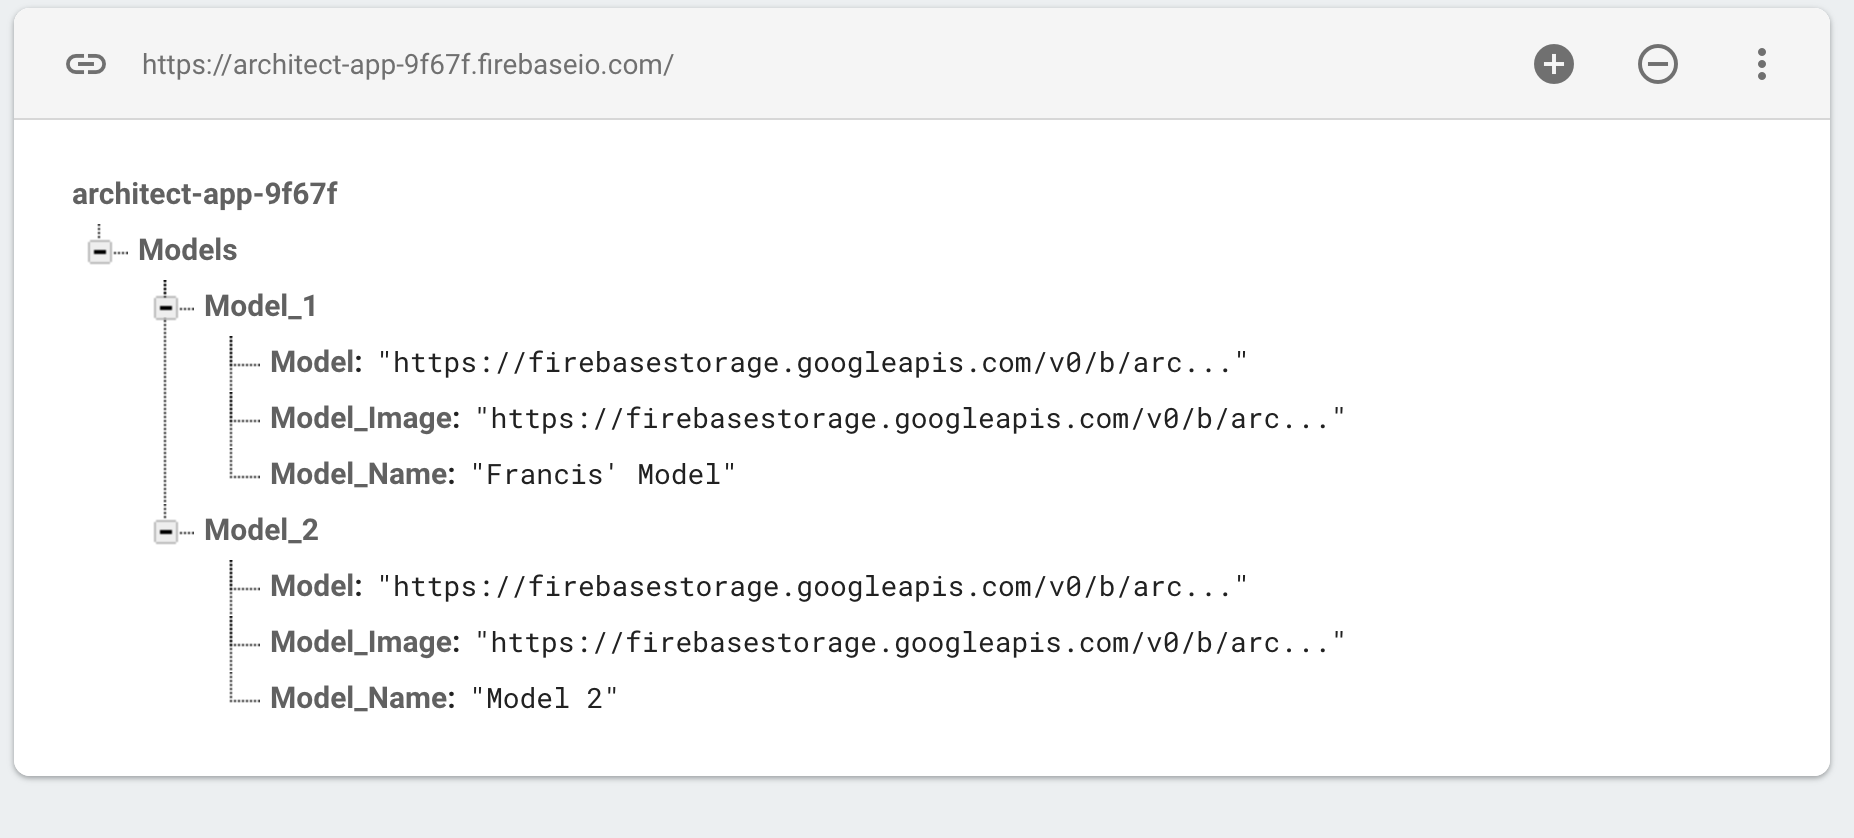 https://architect-app-9f67f.firebaseio.com/
architect-app-9f67f
Models
Model_1
Model: "https://firebasestorage.googleapis.com/v0/b/arc..."
Model_Image: "https://firebasestorage.googleapis.com/v0/b/arc..."
Model_Name: "Francis' Model"
Model_2
Model: "https://firebasestorage.googleapis.com/v0/b/arc..."
Model_Image: "https://firebasestorage.googleapis.com/v0/b/arc..."
Model_Name: "Model 2"